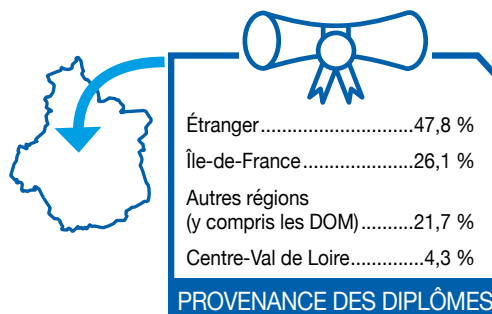 Étranger.............................47,8 %
Île-de-France.....................26,1 %
Autres régions
(y compris les DOM)..........21,7 %
Centre-Val de Loire..............4,3 %
PROVENANCE DES DIPLÔMES